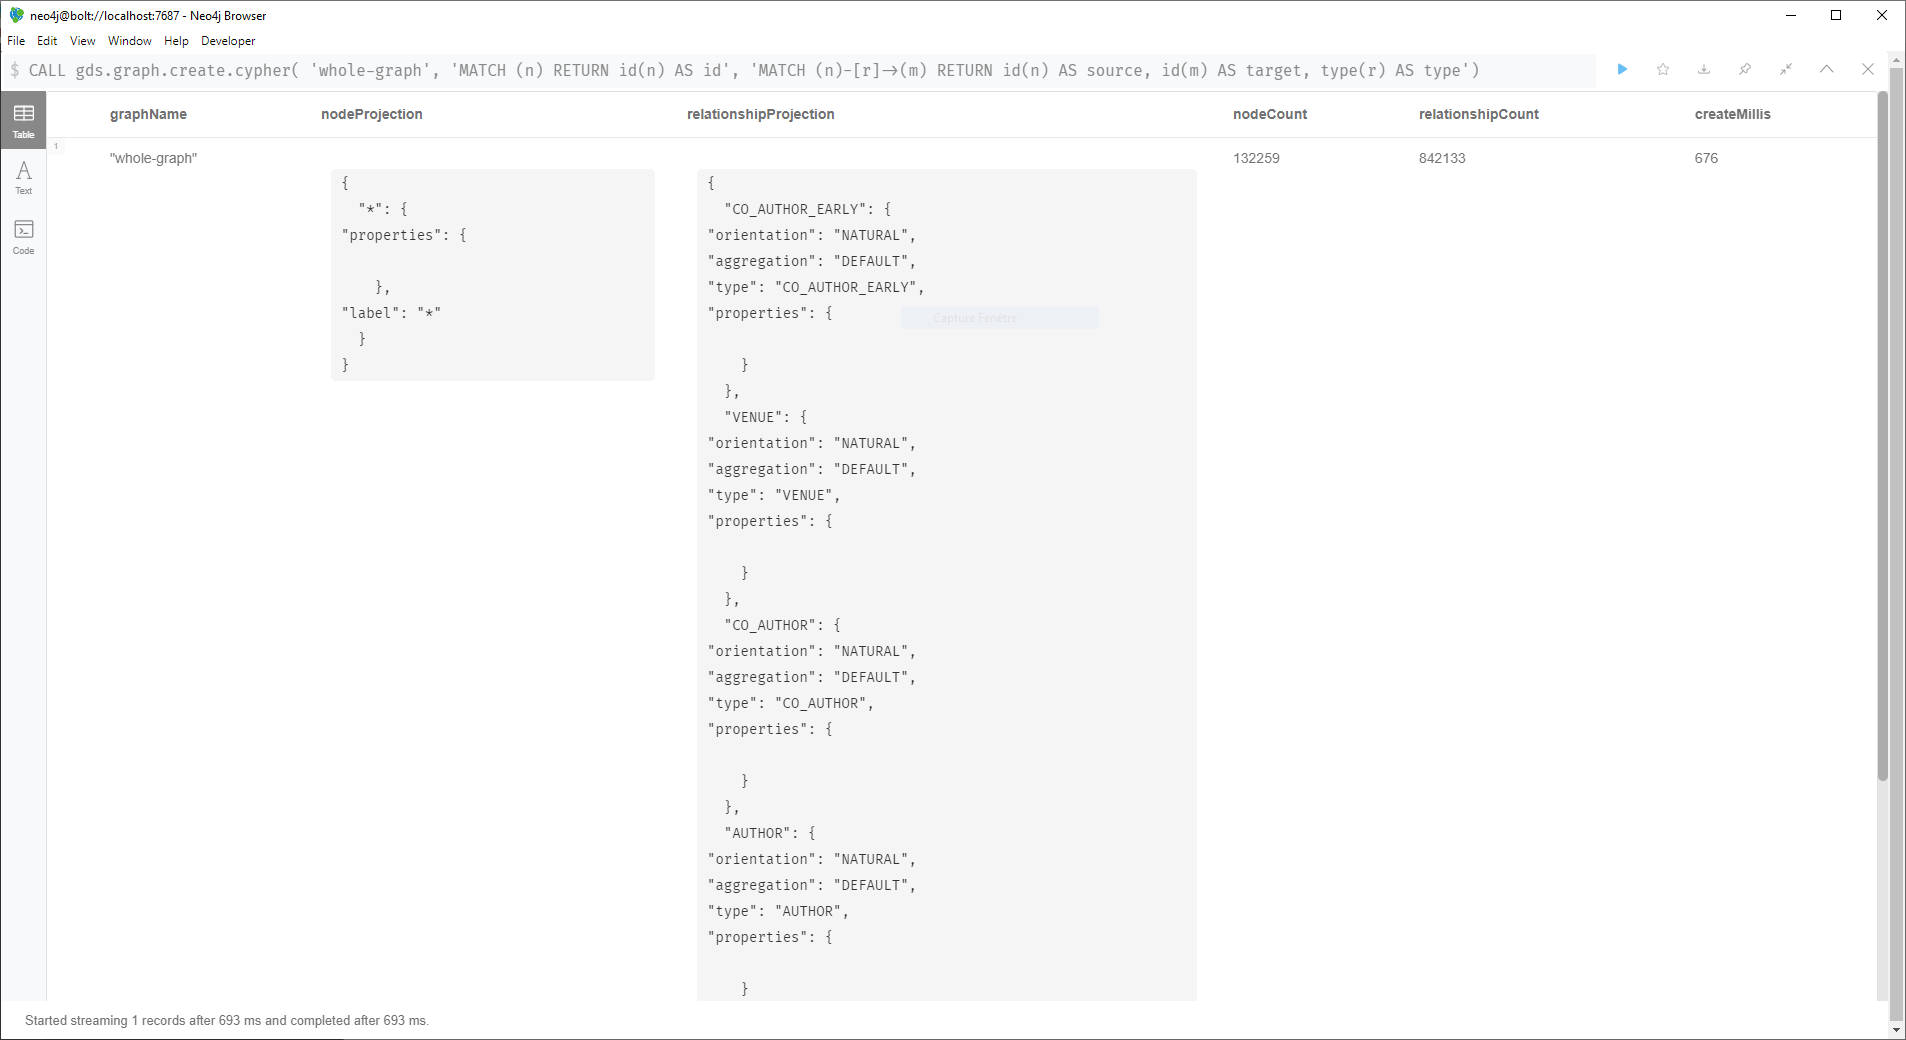 neo4j@bolt://localhost:7687 - Neo4j Browser
File Edit View Window Help Developer
$ CALL gds.graph.create.cypher( 'whole-graph', 'MATCH (n) RETURN id(n) AS id', 'MATCH (n)-[r]->(m) RETURN id(n) AS source, id(m) AS target, type(r) AS type')
Table
Text
Code
graphName nodeProjection relationshipProjection nodeCount relationshipCount createMillis
1
"whole-graph" 132259 842133 676
{
"*": {
"properties": {
},
"label": "*"
}
}
{
"CO_AUTHOR_EARLY": {
"orientation": "NATURAL",
"aggregation": "DEFAULT",
"type": "CO_AUTHOR_EARLY",
"properties": {
Capture Fenêtre
}
},
"VENUE": {
"orientation": "NATURAL",
"aggregation": "DEFAULT",
"type": "VENUE",
"properties": {
}
},
"CO_AUTHOR": {
"orientation": "NATURAL",
"aggregation": "DEFAULT",
"type": "CO_AUTHOR",
"properties": {
}
},
"AUTHOR": {
"orientation": "NATURAL",
"aggregation": "DEFAULT",
"type": "AUTHOR",
"properties": {
}
Started streaming 1 records after 693 ms and completed after 693 ms.